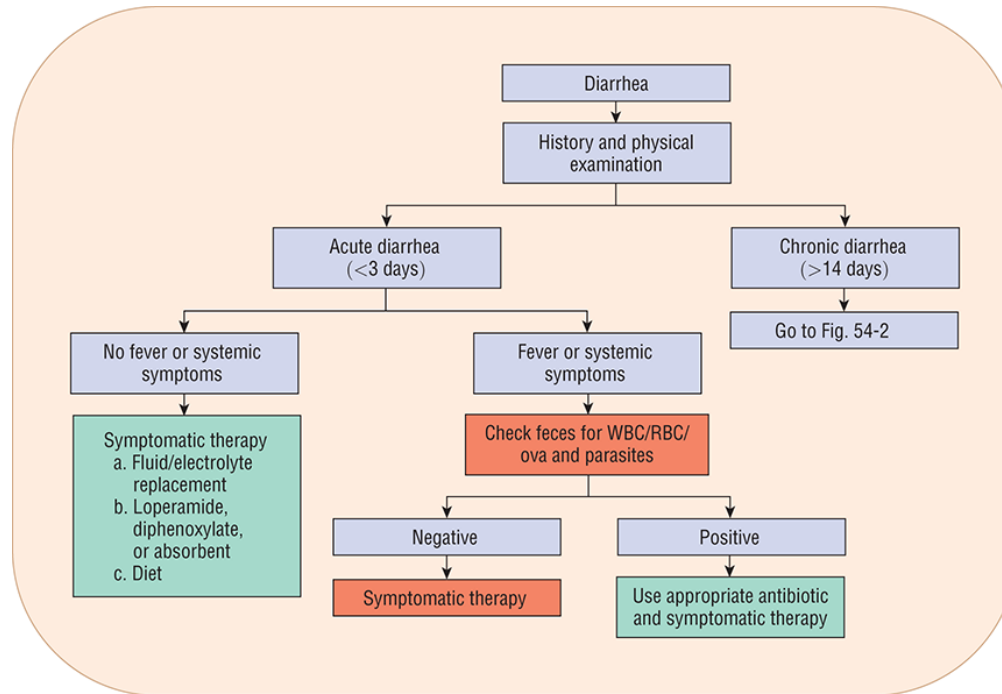 Diarrhea
History and physical
examination
Acute diarrhea
(<3 days)
Chronic diarrhea
(>14 days)
Go to Fig. 54-2
No fever or systemic
symptoms
Fever or systemic
symptoms
Symptomatic therapy
a. Fluid/electrolyte
replacement
b. Loperamide,
diphenoxylate,
or absorbent
c. Diet
Check feces for WBC/RBC/
ova and parasites
Negative
Positive
Symptomatic therapy
Use appropriate antibiotic
and symptomatic therapy